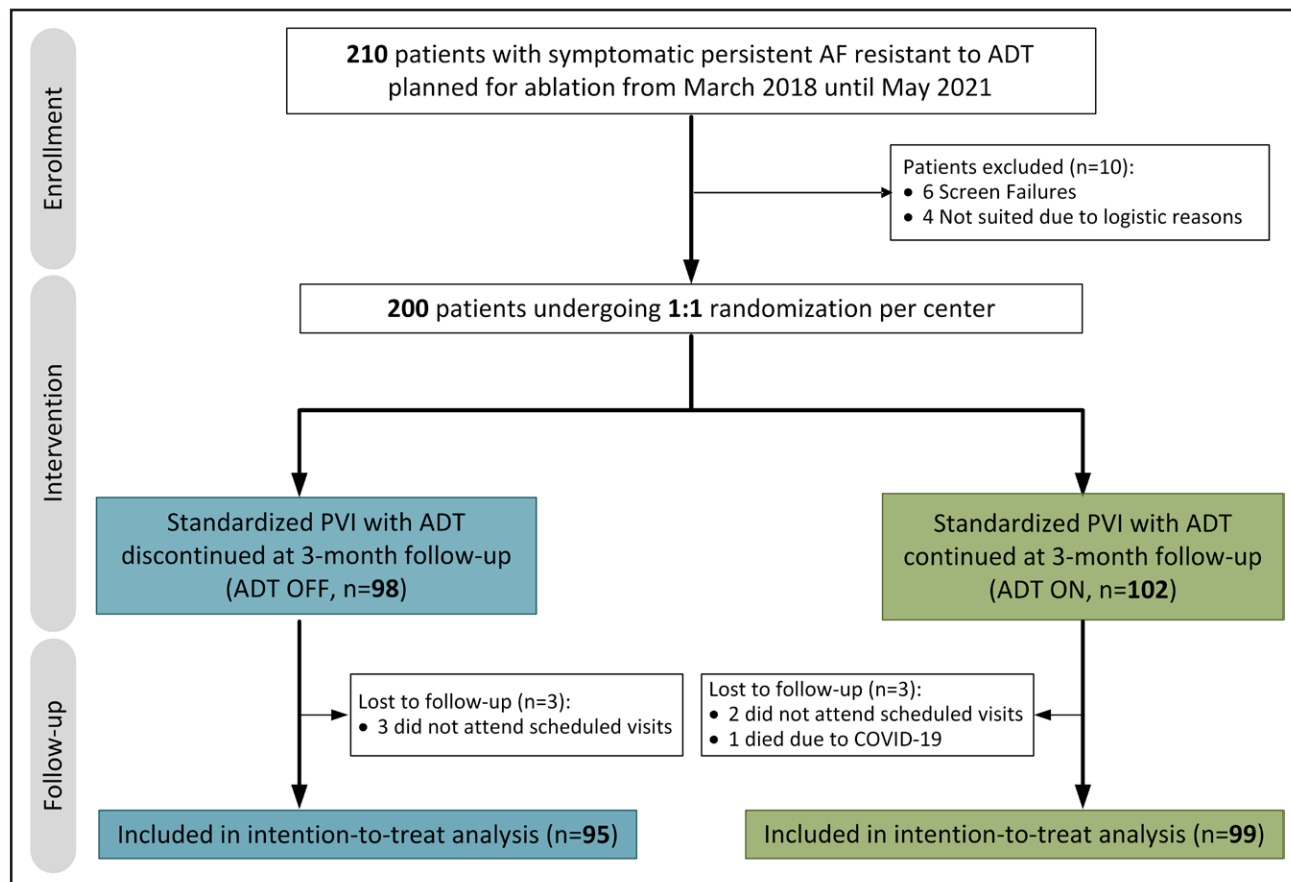 Enrollment
210 patients with symptomatic persistent AF resistant to ADT
planned for ablation from March 2018 until May 2021
Patients excluded (n=10):
• 6 Screen Failures
• 4 Not suited due to logistic reasons
Intervention
200 patients undergoing 1:1 randomization per center
Standardized PVI with ADT
discontinued at 3-month follow-up
(ADT OFF, n=98)
Standardized PVI with ADT
continued at 3-month follow-up
(ADT ON, n=102)
Follow-up
Lost to follow-up (n=3):
• 3 did not attend scheduled visits
Lost to follow-up (n=3):
• 2 did not attend scheduled visits
• 1 died due to COVID-19
Included in intention-to-treat analysis (n=95)
Included in intention-to-treat analysis (n=99)